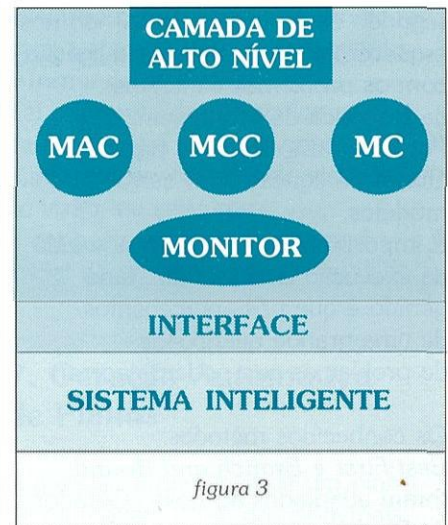 CAMADA DE
ALTO NÍVEL
MAC MCC MC
MONITOR
INTERFACE
SISTEMA INTELIGENTE
figura 3